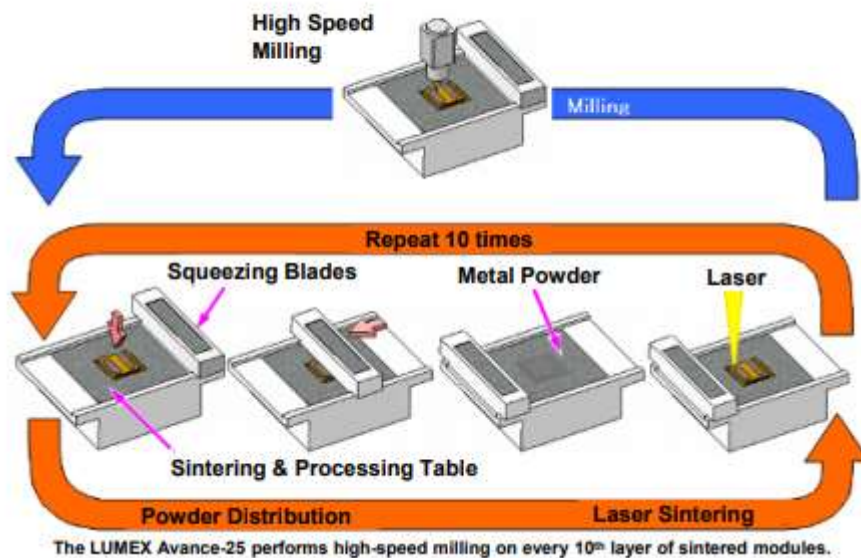 High Speed
Milling
Milling
Repeat 10 times
Squeezing Blades
Metal Powder
Laser
Sintering & Processing Table
Powder Distribution
Laser Sintering
The LUMEX Avance-25 performs high-speed milling on every 10th layer of sintered modules.